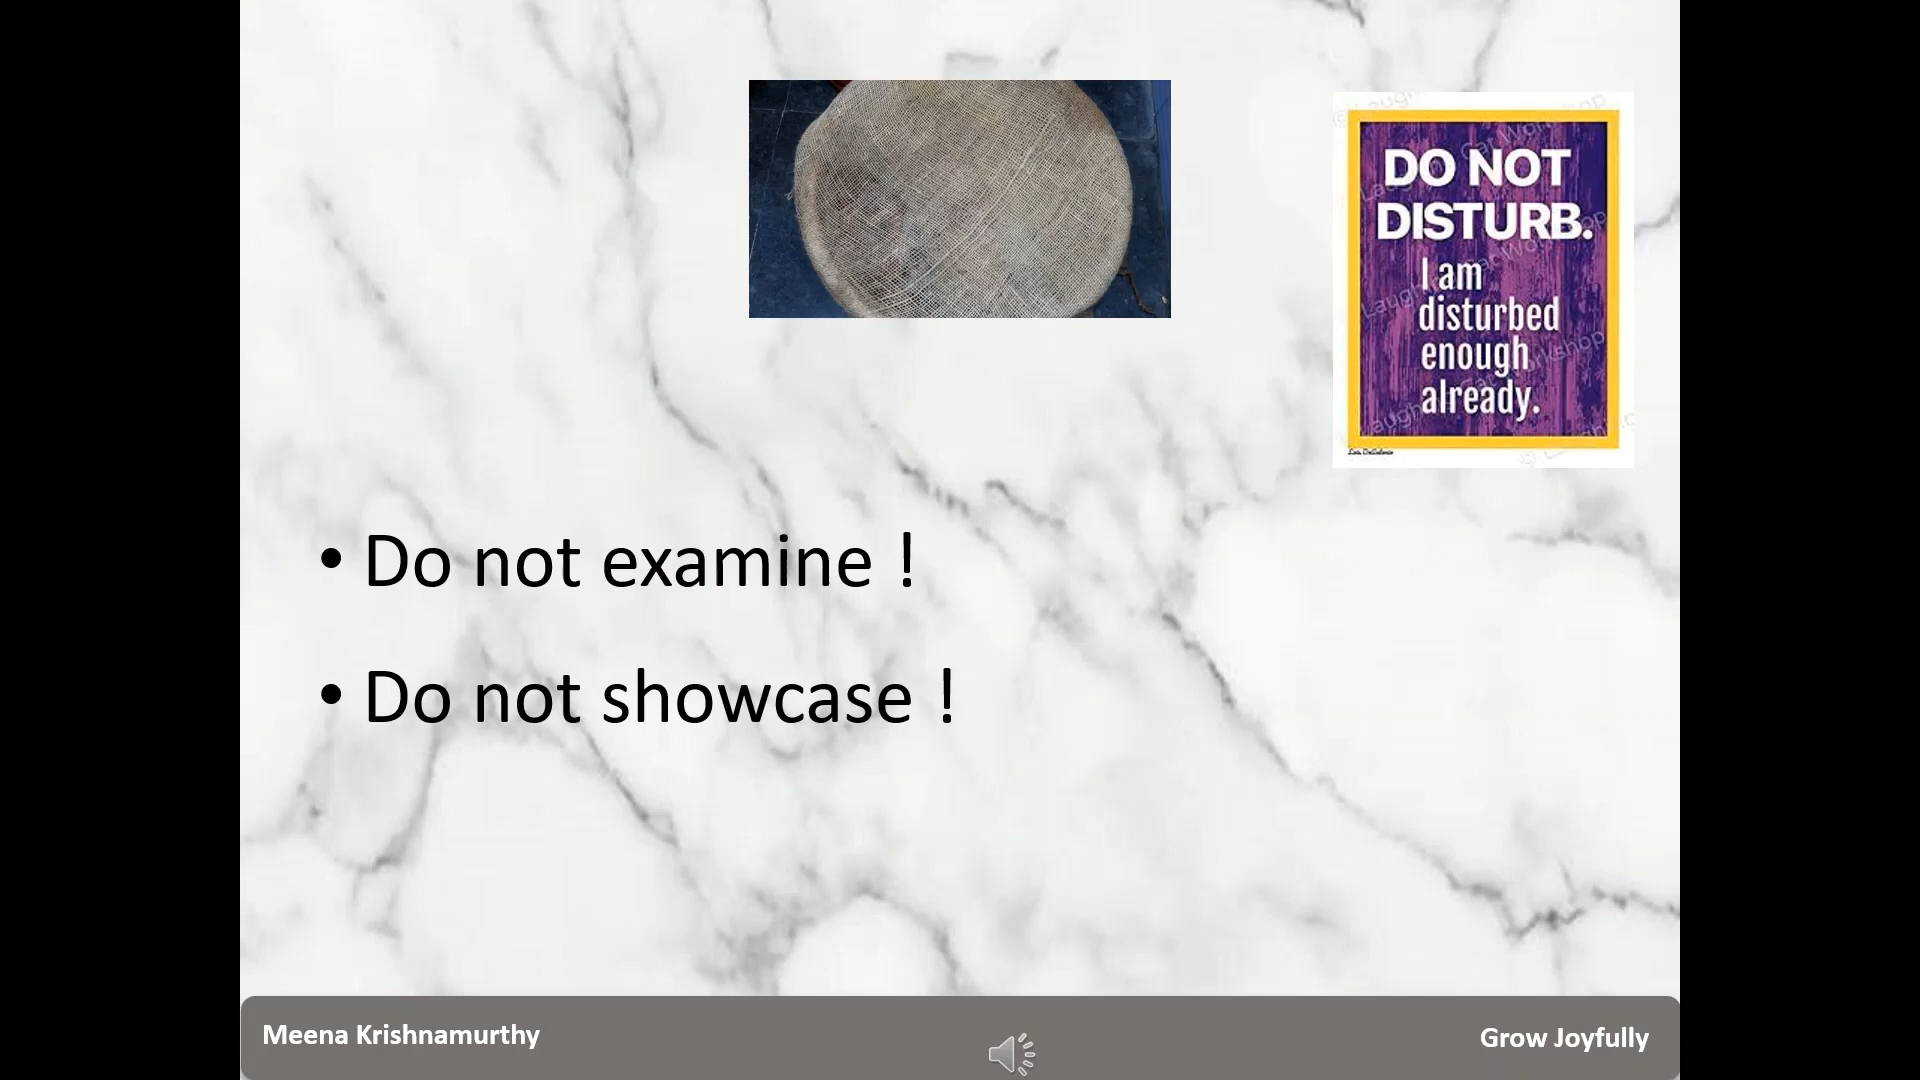 DO NOT
DISTURB.
I am
disturbed
enough
already.
• Do not examine !
• Do not showcase !
Meena Krishnamurthy
Grow Joyfully